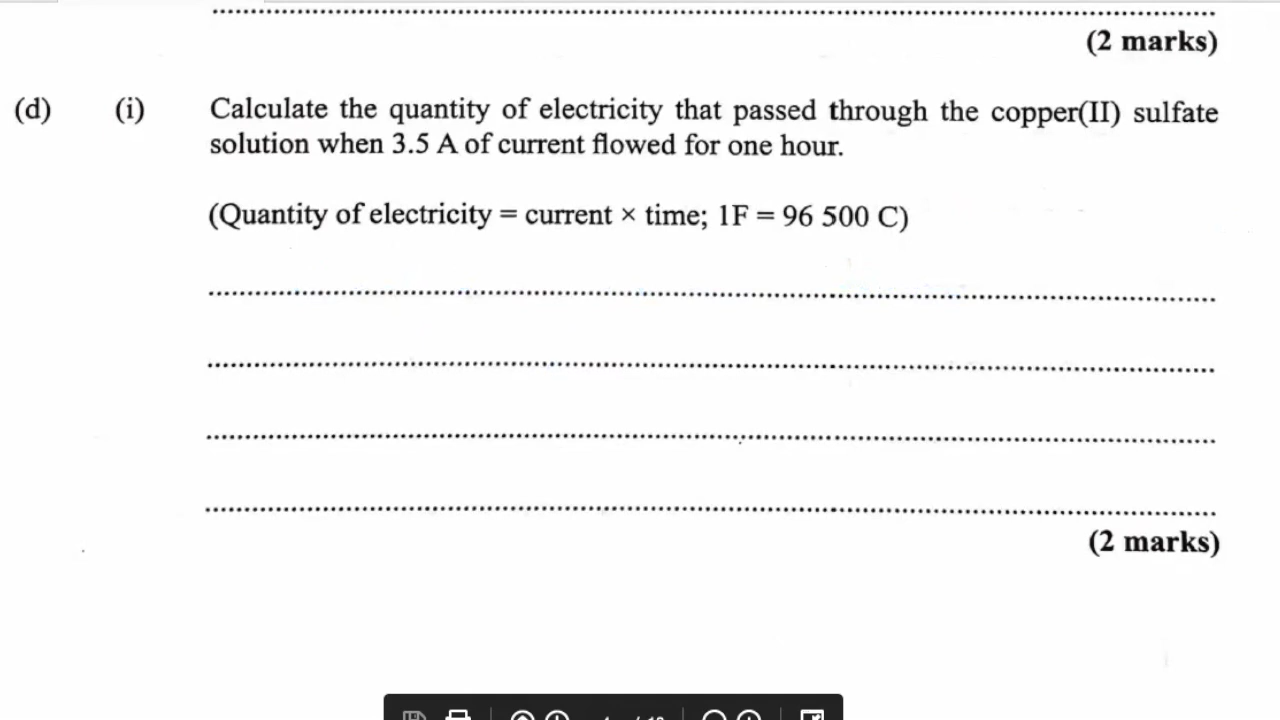 (2 marks)
(d) (i) Calculate the quantity of electricity that passed through the copper(II) sulfate
solution when 3.5 A of current flowed for one hour.
(Quantity of electricity = current × time; 1F = 96 500 C)
(2 marks)